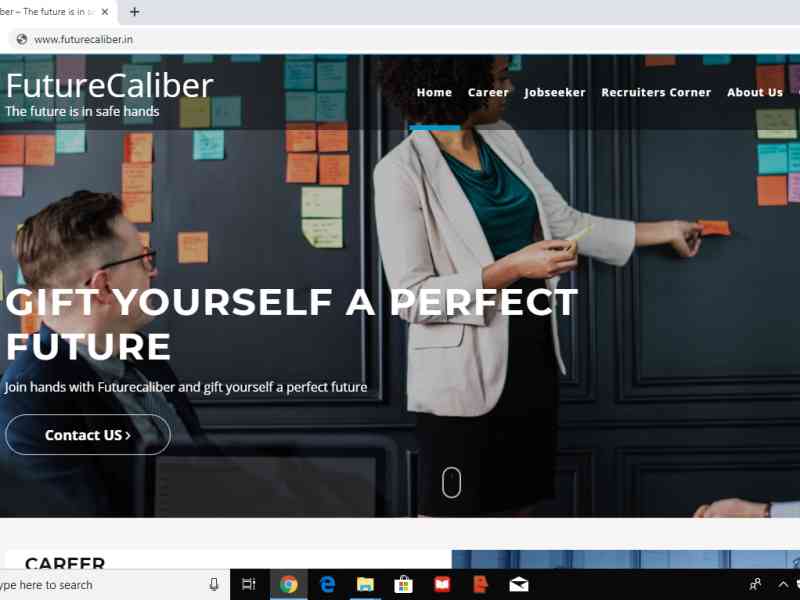 ber – The future is in s
www.futurecaliber.in
FutureCaliber
The future is in safe hands
Home Career Jobseeker Recruiters Corner About Us
GIFT YOURSELF A PERFECT
FUTURE
Join hands with Futurecaliber and gift yourself a perfect future
Contact US
CAREER
ype here to search